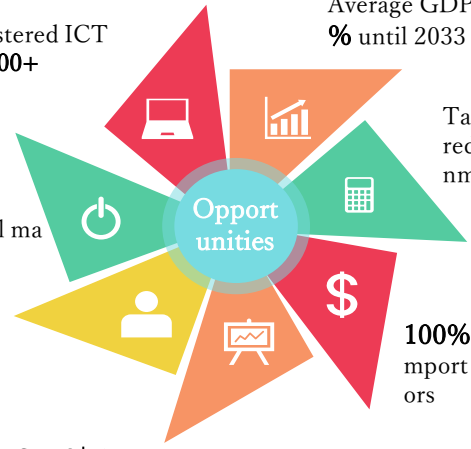 Average GDP
stered ICT
% until 2033
00+
Ta
rec
nm
Opport
unities
l ma
100%
mport
ors